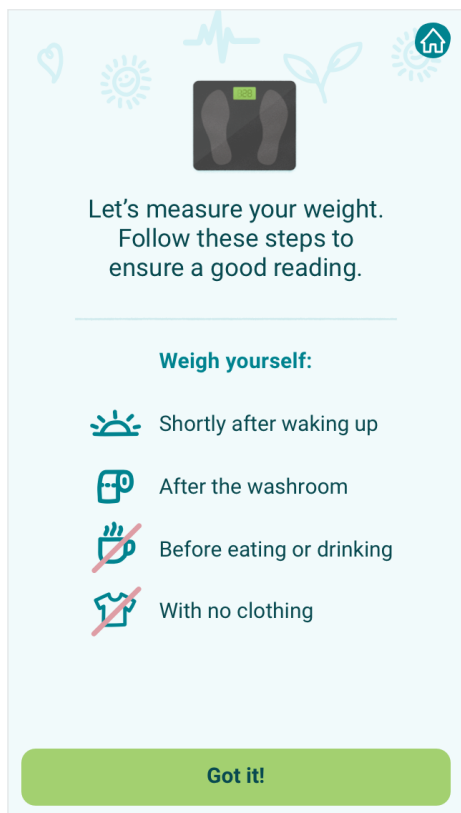 Let’s measure your weight.
Follow these steps to
ensure a good reading.
Weigh yourself:
Shortly after waking up
After the washroom
Before eating or drinking
With no clothing
Got it!